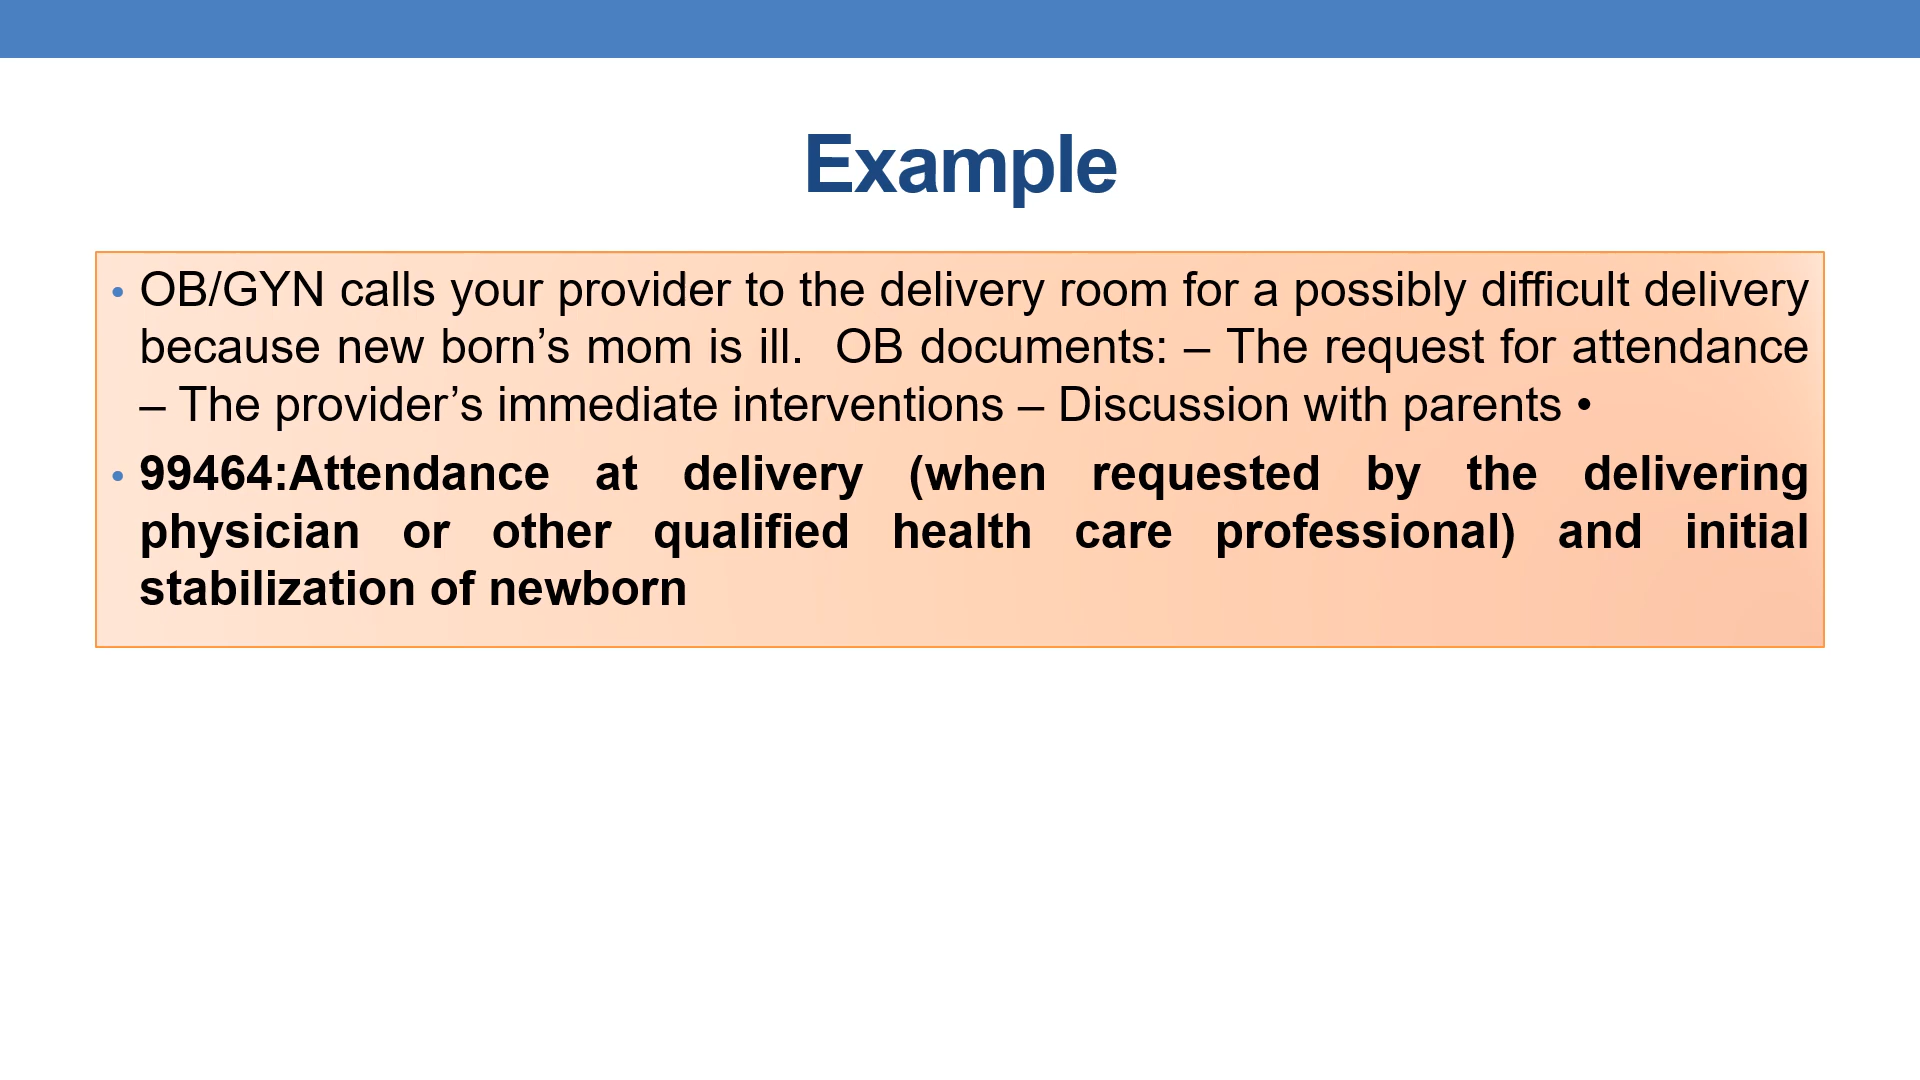 Example
• OB/GYN calls your provider to the delivery room for a possibly difficult delivery
because new born’s mom is ill.  OB documents: – The request for attendance
– The provider’s immediate interventions – Discussion with parents •
• 99464:Attendance at delivery (when requested by the delivering
physician or other qualified health care professional) and initial
stabilization of newborn